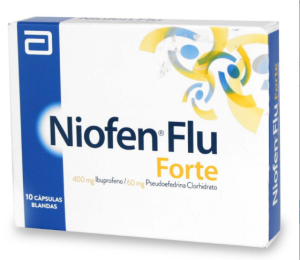 Niofen® Flu
Forte
400 mg Ibuprofeno / 60 mg Pseudoefedrina Clorhidrato
10 CÁPSULAS
BLANDAS